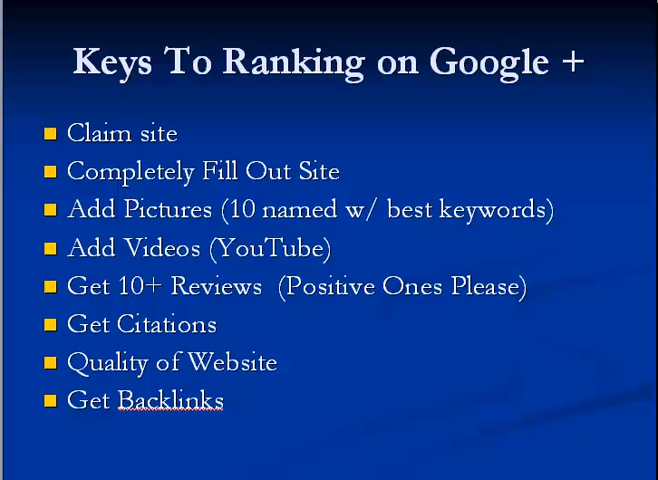 Keys To Ranking on Google +
Claim site
Completely Fill Out Site
Add Pictures (10 named w/ best keywords)
Add Videos (YouTube)
Get 10+ Reviews  (Positive Ones Please)
Get Citations
Quality of Website
Get Backlinks